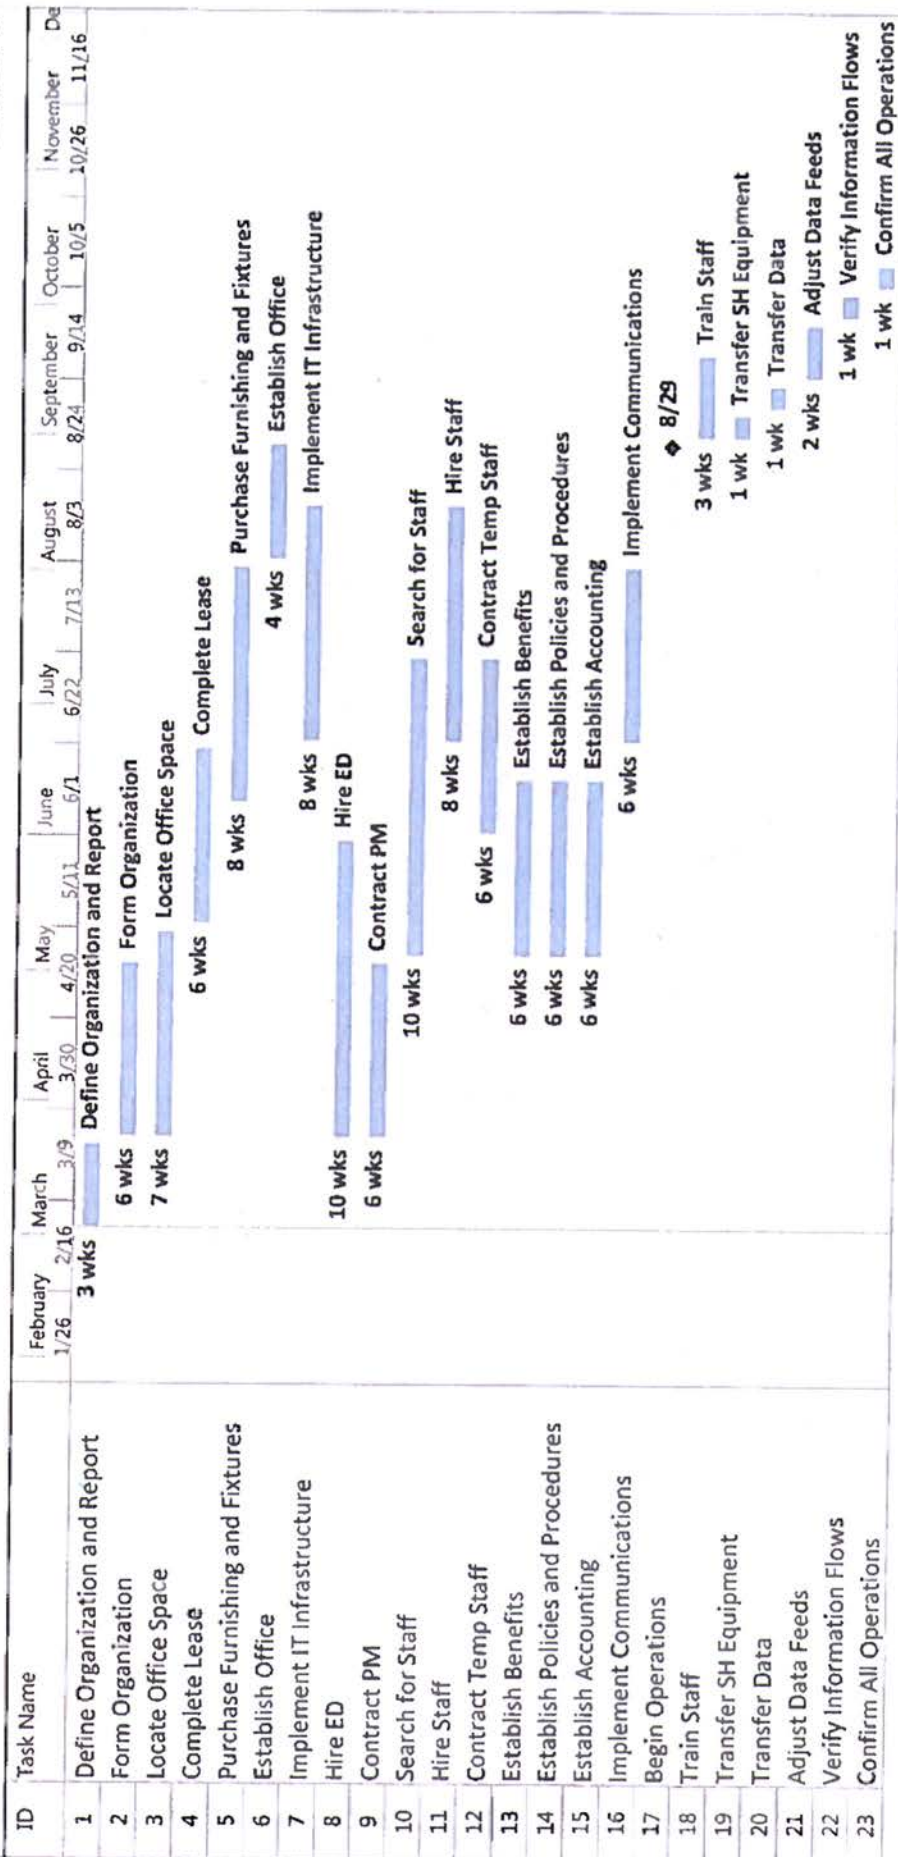 ID Task Name February March April May June July August September October November De
1/26 2/16 3/9 3/30 4/20 5/11 6/1 6/22 7/13 8/3 8/24 9/14 10/5 10/26 11/16
1 Define Organization and Report 3 wks Define Organization and Report
2 Form Organization 6 wks Form Organization
3 Locate Office Space 7 wks Locate Office Space
4 Complete Lease 6 wks Complete Lease
5 Purchase Furnishing and Fixtures 8 wks Purchase Furnishing and Fixtures
6 Establish Office 4 wks Establish Office
7 Implement IT Infrastructure 8 wks Implement IT Infrastructure
8 Hire ED 10 wks Hire ED
9 Contract PM 6 wks Contract PM
10 Search for Staff 10 wks Search for Staff
11 Hire Staff 8 wks Hire Staff
12 Contract Temp Staff 6 wks Contract Temp Staff
13 Establish Benefits 6 wks Establish Benefits
14 Establish Policies and Procedures 6 wks Establish Policies and Procedures
15 Establish Accounting 6 wks Establish Accounting
16 Implement Communications 6 wks Implement Communications
17 Begin Operations 8/29
18 Train Staff 3 wks Train Staff
19 Transfer SH Equipment 1 wk Transfer SH Equipment
20 Transfer Data 1 wk Transfer Data
21 Adjust Data Feeds 2 wks Adjust Data Feeds
22 Verify Information Flows 1 wk Verify Information Flows
23 Confirm All Operations 1 wk Confirm All Operations